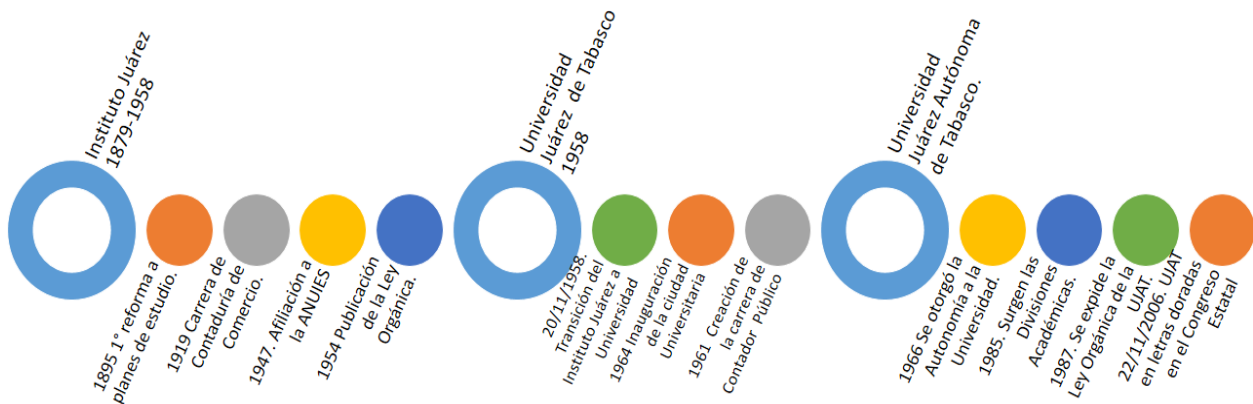 Instituto Juárez
1879-1958
1895 1° reforma a
planes de estudio.
1919 Carrera de
Contaduría de
Comercio.
1947. Afiliación a
la ANUIES
1954 Publicación
de la Ley
Orgánica.
Universidad
Juárez de Tabasco
1958
20/11/1958.
Transición del
Instituto Juárez a
Universidad
1964 Inauguración
de la ciudad
Universitaria
1961 Creación de
la carrera de
Contador Público
Universidad
Juárez Autónoma
de Tabasco.
1966 Se otorgó la
Autonomía a la
Universidad.
1985. Surgen las
Divisiones
Académicas.
1987. Se expide la
Ley Orgánica de la
UJAT.
22/11/2006. UJAT
en letras doradas
en el Congreso
Estatal